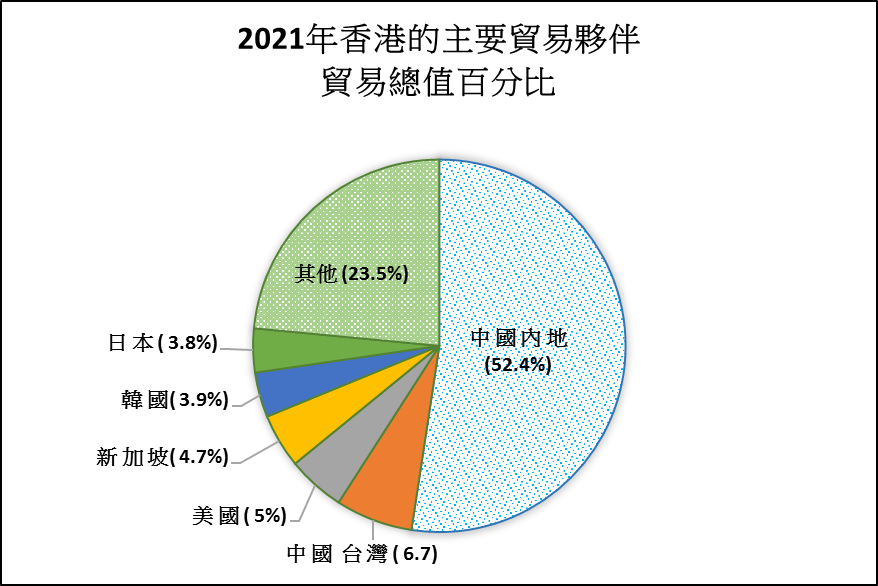 2021年香港的主要貿易夥伴
貿易總值百分比
其他 (23.5%)
中國內地
(52.4%)
日本( 3.8%)
韓國( 3.9%)
新加坡( 4.7%)
美國( 5%)
中國 台灣( 6.7)